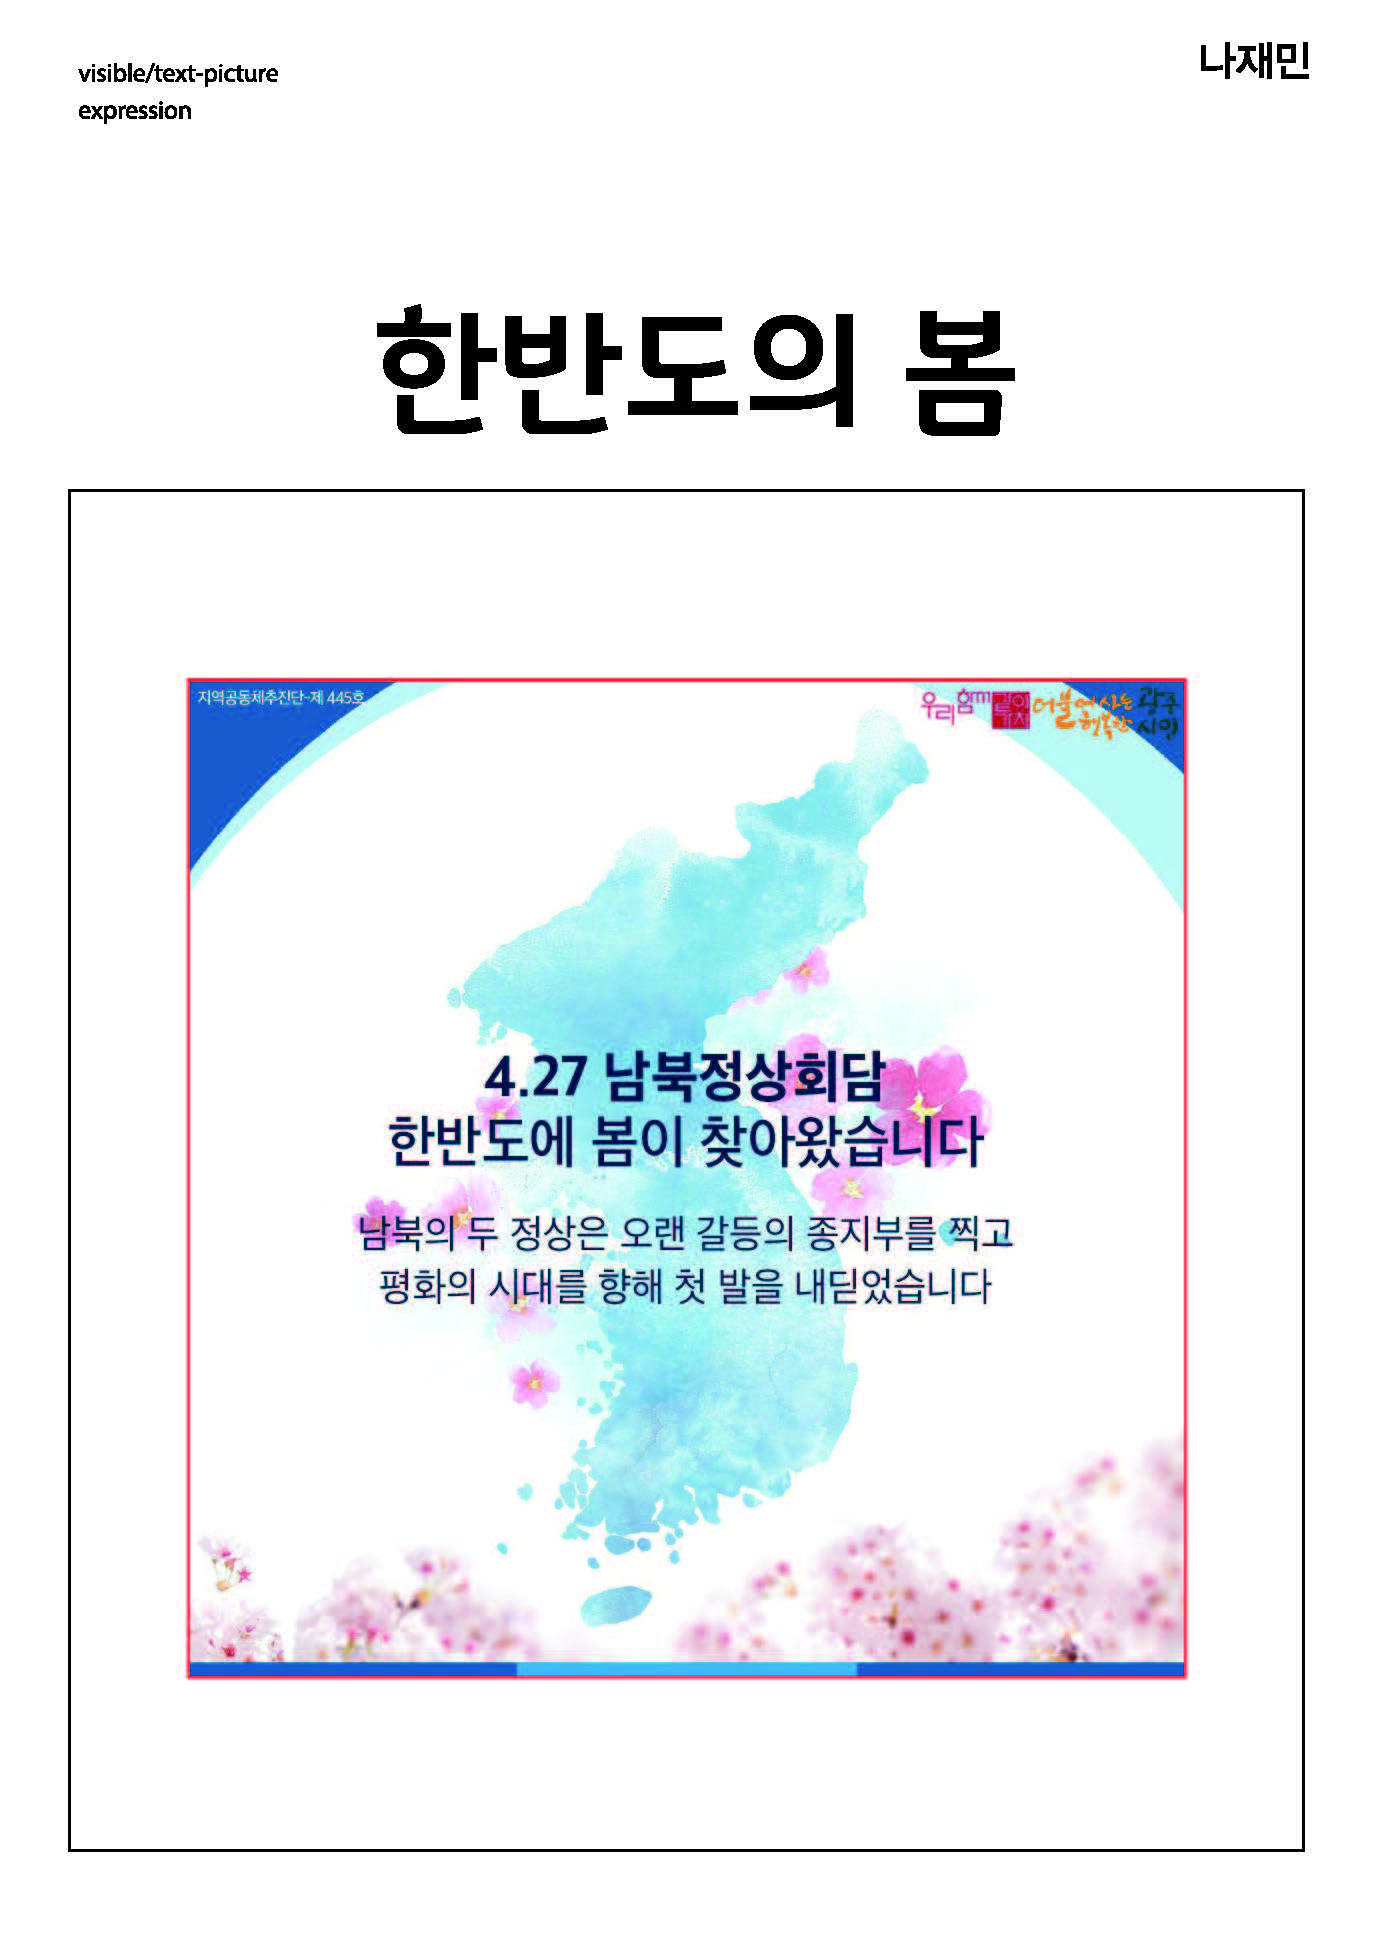 visible/text-picture
expression
나재민
한반도의 봄
지역공동체추진단-제 445호
우리 함께
더불어 사는 광주
행복한 시민
4.27 남북정상회담
한반도에 봄이 찾아왔습니다
남북의 두 정상은 오랜 갈등의 종지부를 찍고
평화의 시대를 향해 첫 발을 내딛었습니다